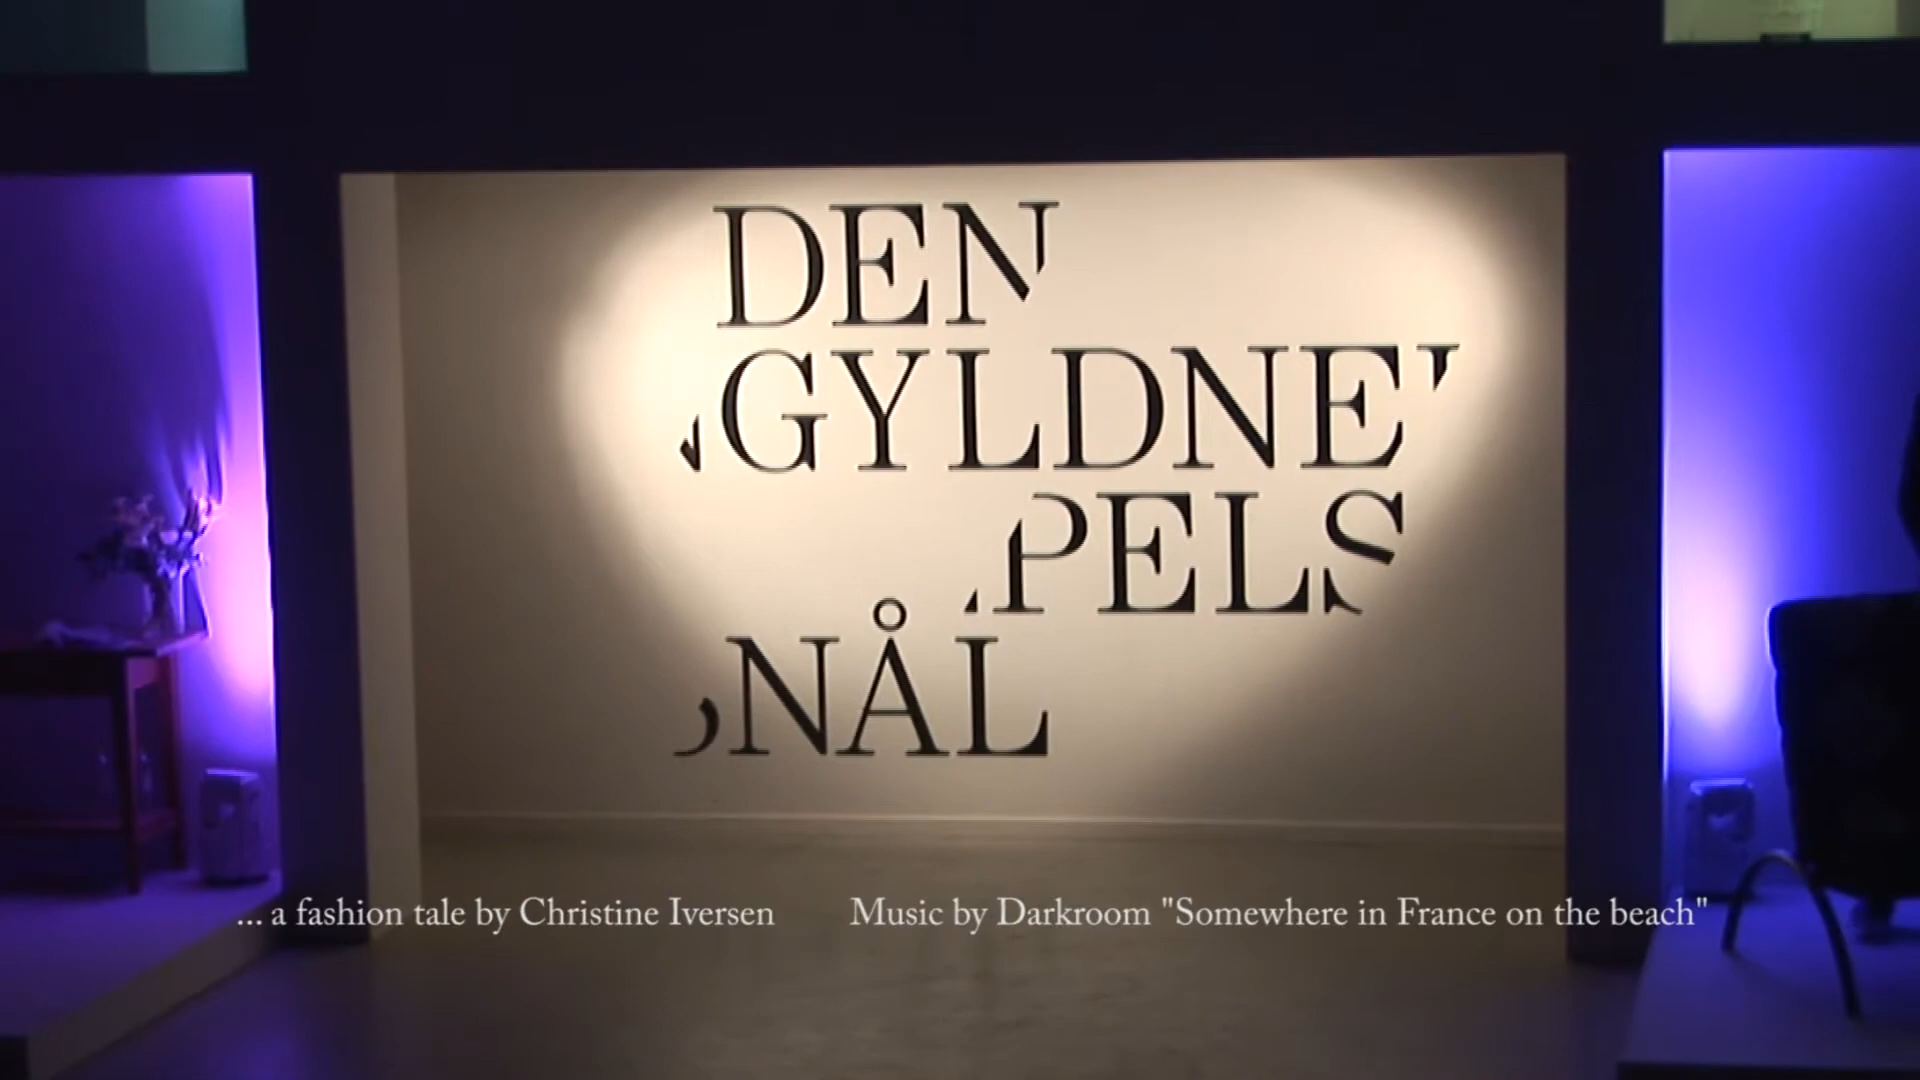 DEN
GYLDNE
PELS
NÅL
... a fashion tale by Christine Iversen
Music by Darkroom "Somewhere in France on the beach"